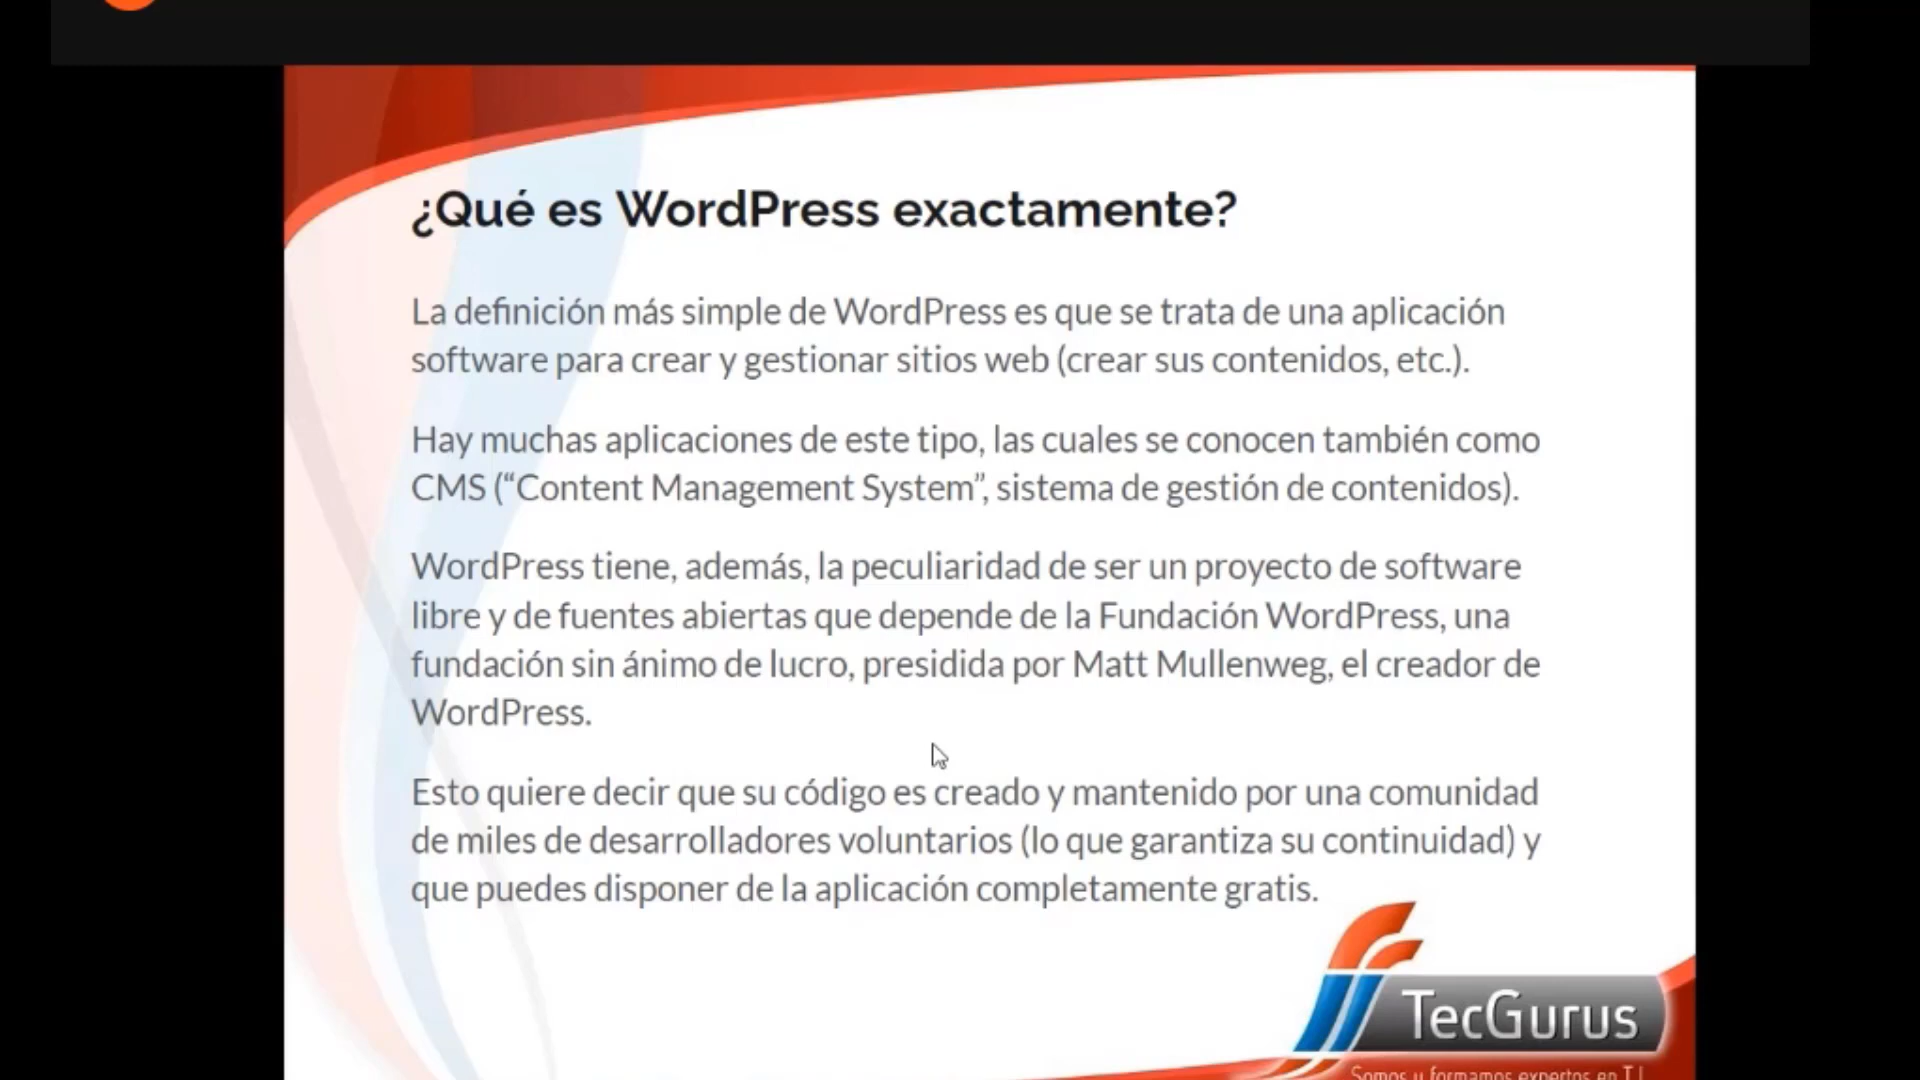 ¿Qué es WordPress exactamente?
La definición más simple de WordPress es que se trata de una aplicación
software para crear y gestionar sitios web (crear sus contenidos, etc.).
Hay muchas aplicaciones de este tipo, las cuales se conocen también como
CMS (“Content Management System”, sistema de gestión de contenidos).
WordPress tiene, además, la peculiaridad de ser un proyecto de software
libre y de fuentes abiertas que depende de la Fundación WordPress, una
fundación sin ánimo de lucro, presidida por Matt Mullenweg, el creador de
WordPress.
Esto quiere decir que su código es creado y mantenido por una comunidad
de miles de desarrolladores voluntarios (lo que garantiza su continuidad) y
que puedes disponer de la aplicación completamente gratis.
TecGurus
Somos y formamos expertos en T.I.